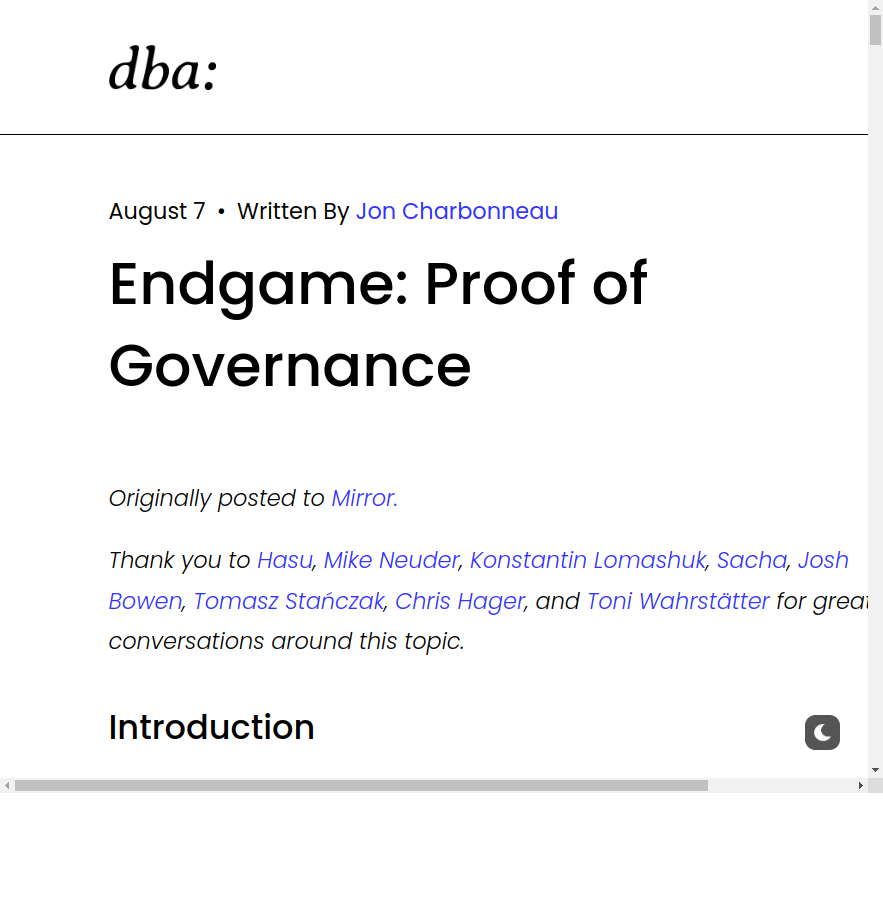 dba:
August 7 • Written By Jon Charbonneau
Endgame: Proof of
Governance
Originally posted to Mirror.
Thank you to Hasu, Mike Neuder, Konstantin Lomashuk, Sacha, Josh
Bowen, Tomasz Stańczak, Chris Hager, and Toni Wahrstätter for great
conversations around this topic.
Introduction